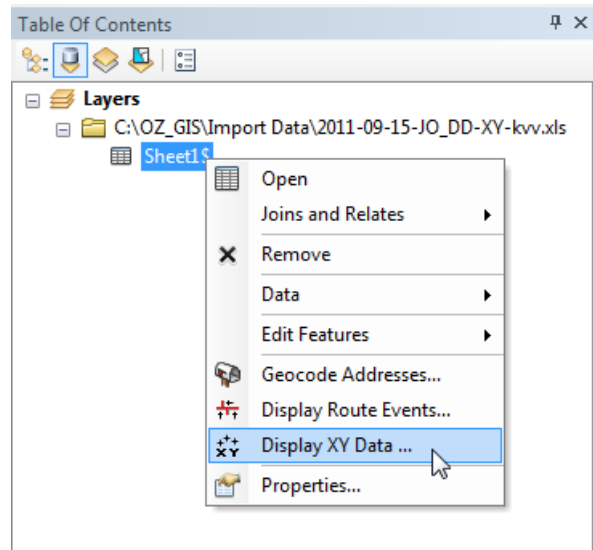 Table Of Contents
Layers
C:\OZ_GIS\Import Data\2011-09-15-JO_DD-XY-kvv.xls
Sheet1$
Open
Joins and Relates
Remove
Data
Edit Features
Geocode Addresses...
Display Route Events...
XY Display XY Data ...
Properties...